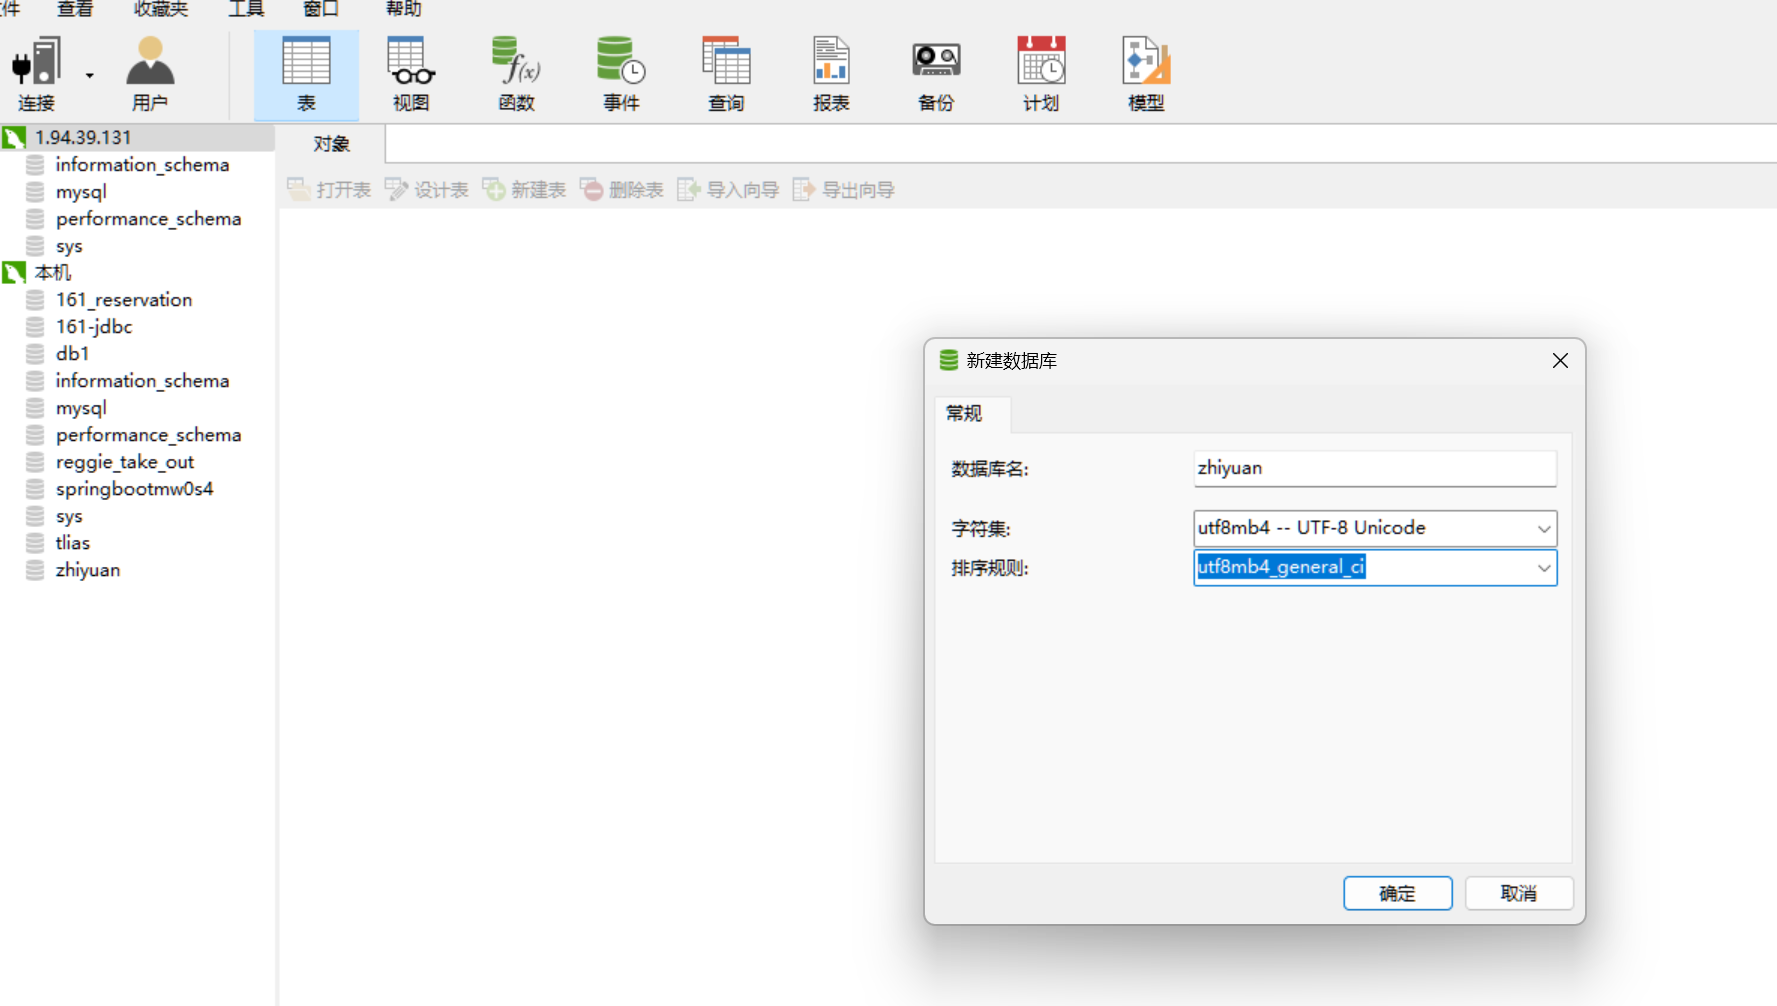 件 查看 收藏夹 工具 窗口 帮助
连接 用户 表 视图 函数 事件 查询 报表 备份 计划 模型
1.94.39.131
information_schema
mysql
performance_schema
sys
本机
161_reservation
161-jdbc
db1
information_schema
mysql
performance_schema
reggie_take_out
springbootmw0s4
sys
tlias
zhiyuan
对象
打开表 设计表 新建表 删除表 导入向导 导出向导
新建数据库
常规
数据库名: zhiyuan
字符集: utf8mb4 -- UTF-8 Unicode
排序规则: utf8mb4_general_ci
确定 取消